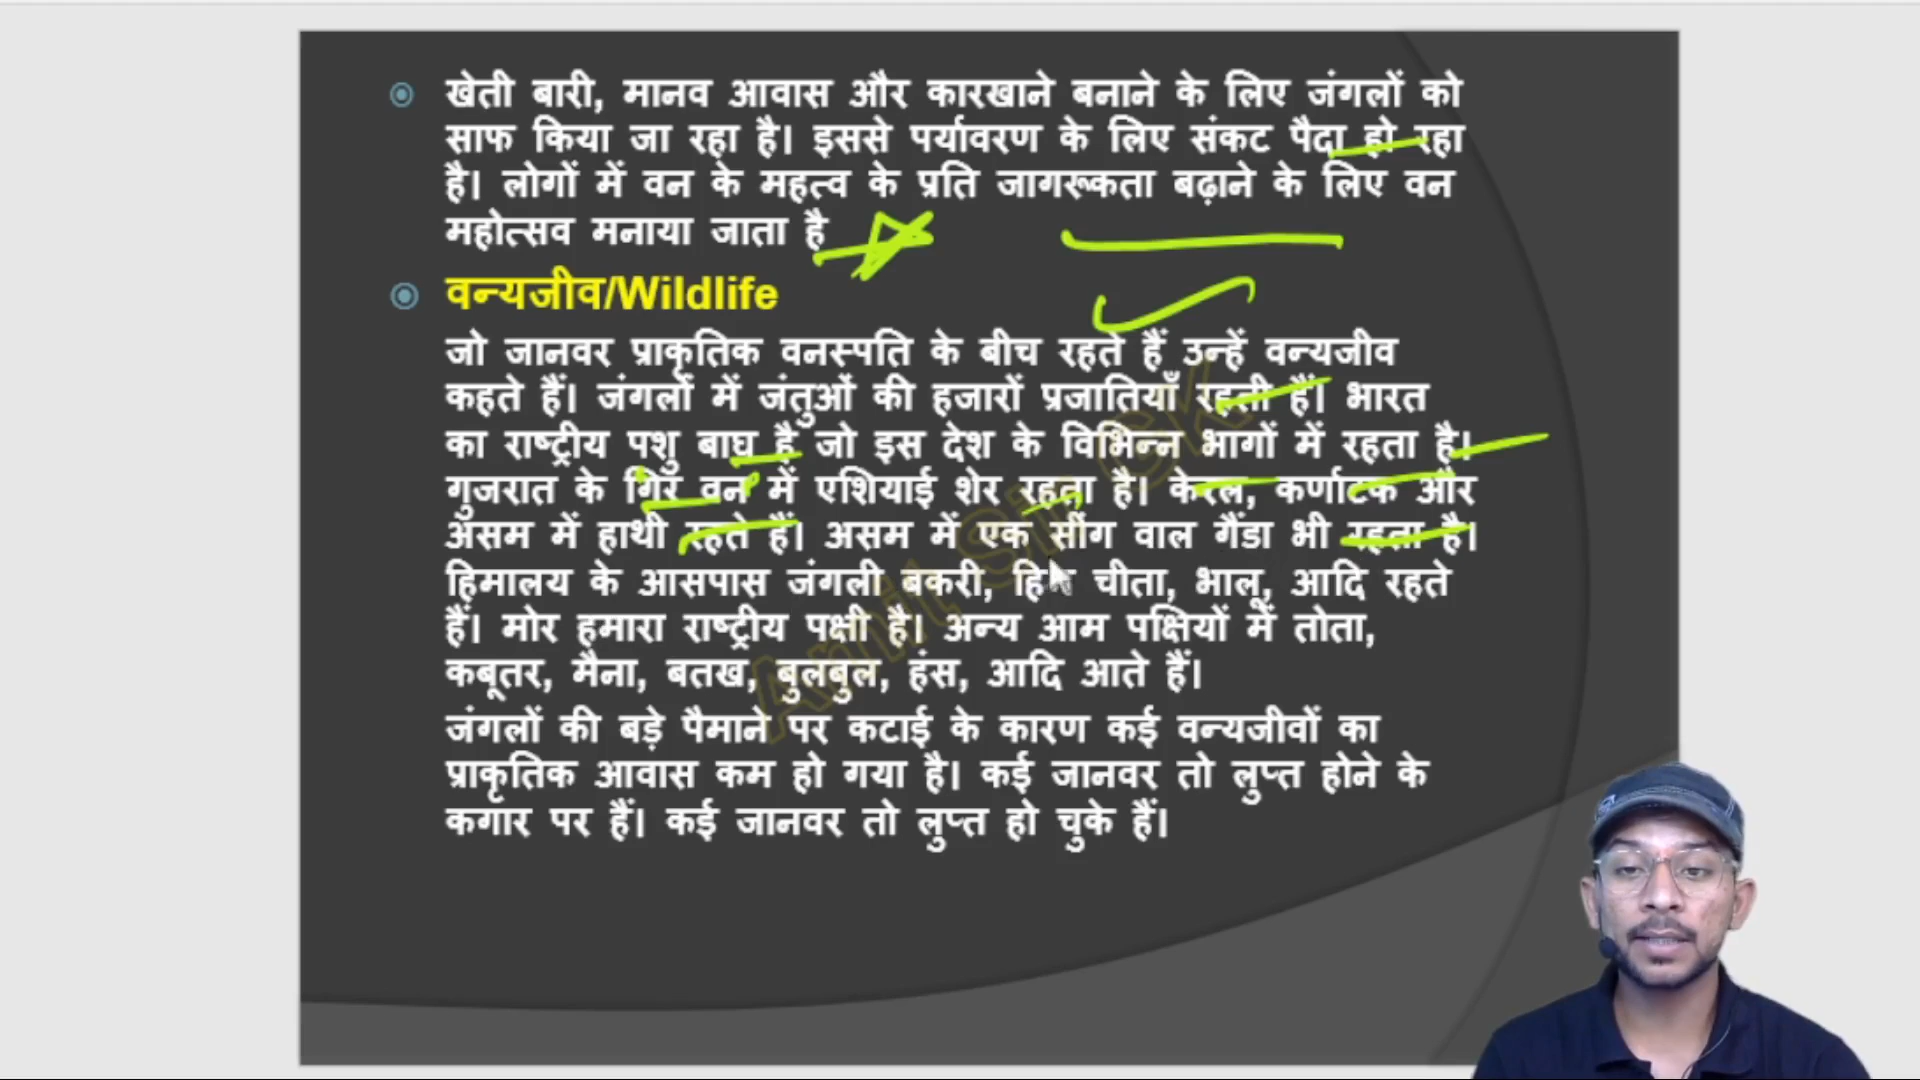 खेती बारी, मानव आवास और कारखाने बनाने के लिए जंगलों को
साफ किया जा रहा है। इससे पर्यावरण के लिए संकट पैदा हो रहा
है। लोगों में वन के महत्व के प्रति जागरूकता बढ़ाने के लिए वन
महोत्सव मनाया जाता है
वन्यजीव/Wildlife
जो जानवर प्राकृतिक वनस्पति के बीच रहते हैं उन्हें वन्यजीव
कहते हैं। जंगलों में जंतुओं की हजारों प्रजातियाँ रहती हैं। भारत
का राष्ट्रीय पशु बाघ है जो इस देश के विभिन्न भागों में रहता है।
गुजरात के गिर वन में एशियाई शेर रहता है। केरल, कर्णाटक और
असम में हाथी रहते हैं। असम में एक सींग वाल गैंडा भी रहता है।
हिमालय के आसपास जंगली बकरी, चीता, भालू, आदि रहते
हैं। मोर हमारा राष्ट्रीय पक्षी है। अन्य आम पक्षियों में तोता,
कबूतर, मैना, बतख, बुलबुल, हंस, आदि आते हैं।
जंगलों की बड़े पैमाने पर कटाई के कारण कई वन्यजीवों का
प्राकृतिक आवास कम हो गया है। कई जानवर तो लुप्त होने के
कगार पर हैं। कई जानवर तो लुप्त हो चुके हैं।
Amit Sir GK